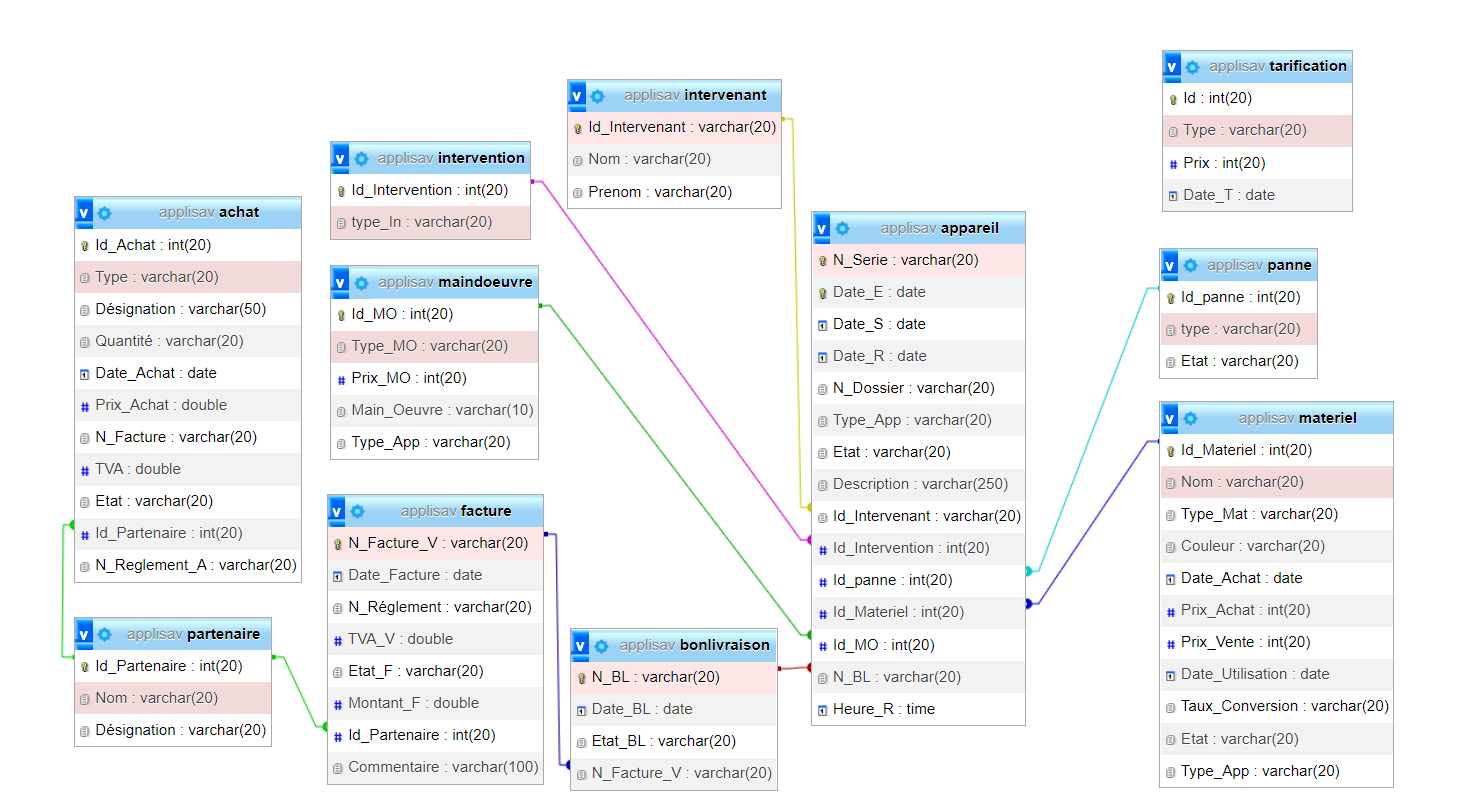 v applisav achat
Id_Achat : int(20)
Type : varchar(20)
Désignation : varchar(50)
Quantité : varchar(20)
Date_Achat : date
# Prix_Achat : double
N_Facture : varchar(20)
# TVA : double
Etat : varchar(20)
# Id_Partenaire : int(20)
N_Reglement_A : varchar(20)
v applisav partenaire
Id_Partenaire : int(20)
Nom : varchar(20)
Désignation : varchar(20)
v applisav intervention
Id_Intervention : int(20)
type_In : varchar(20)
v applisav maindoeuvre
Id_MO : int(20)
Type_MO : varchar(20)
# Prix_MO : int(20)
Main_Oeuvre : varchar(10)
Type_App : varchar(20)
v applisav facture
N_Facture_V : varchar(20)
Date_Facture : date
N_Réglement : varchar(20)
# TVA_V : double
Etat_F : varchar(20)
# Montant_F : double
# Id_Partenaire : int(20)
Commentaire : varchar(100)
v applisav intervenant
Id_Intervenant : varchar(20)
Nom : varchar(20)
Prenom : varchar(20)
v applisav bonlivraison
N_BL : varchar(20)
Date_BL : date
Etat_BL : varchar(20)
N_Facture_V : varchar(20)
v applisav appareil
N_Serie : varchar(20)
Date_E : date
Date_S : date
Date_R : date
N_Dossier : varchar(20)
Type_App : varchar(20)
Etat : varchar(20)
Description : varchar(250)
Id_Intervenant : varchar(20)
# Id_Intervention : int(20)
# Id_panne : int(20)
# Id_Materiel : int(20)
# Id_MO : int(20)
N_BL : varchar(20)
Heure_R : time
v applisav tarification
Id : int(20)
Type : varchar(20)
# Prix : int(20)
Date_T : date
v applisav panne
Id_panne : int(20)
type : varchar(20)
Etat : varchar(20)
v applisav materiel
Id_Materiel : int(20)
Nom : varchar(20)
Type_Mat : varchar(20)
Couleur : varchar(20)
Date_Achat : date
# Prix_Achat : int(20)
# Prix_Vente : int(20)
Date_Utilisation : date
Taux_Conversion : varchar(20)
Etat : varchar(20)
Type_App : varchar(20)